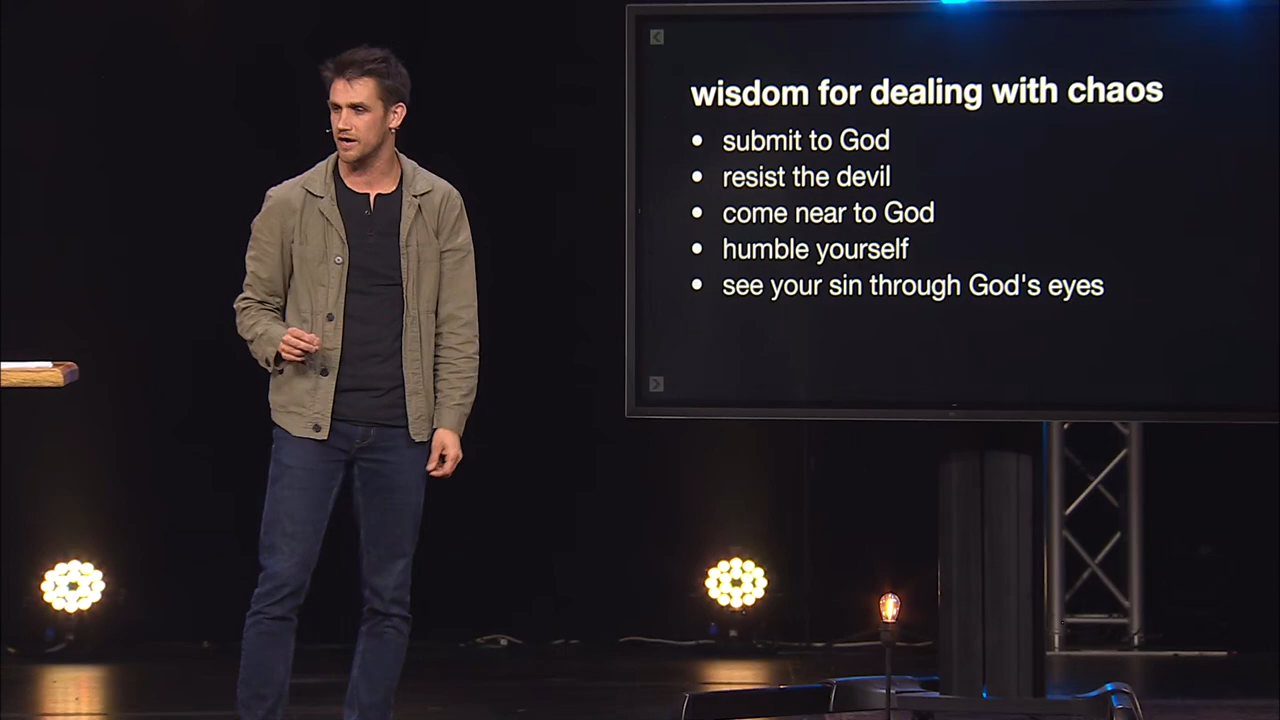 wisdom for dealing with chaos
• submit to God
• resist the devil
• come near to God
• humble yourself
• see your sin through God's eyes